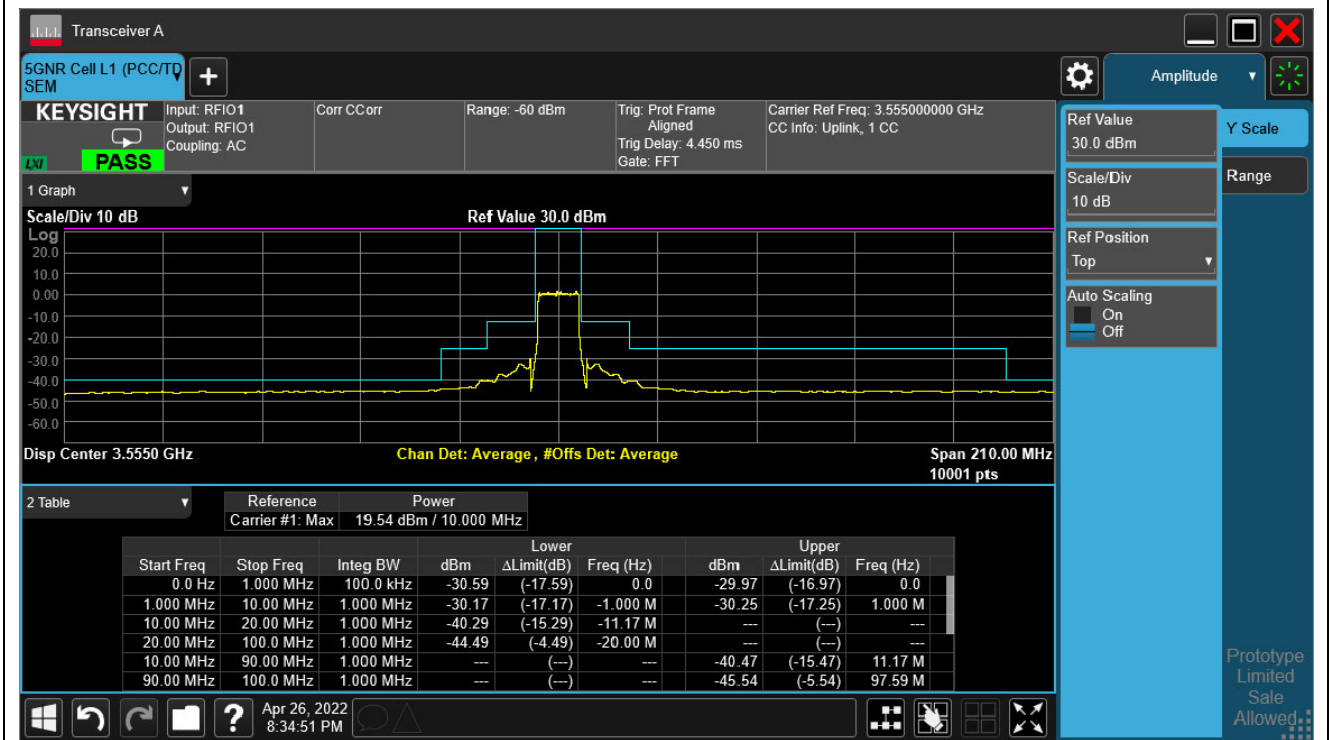 Transceiver A
5GNR Cell L1 (PCC/TD
SEM
+
Amplitude
KEYSIGHT
LXI
PASS
Input: RFIO1
Output: RFIO1
Coupling: AC
Corr CCorr
Range: -60 dBm
Trig: Prot Frame
Aligned
Trig Delay: 4.450 ms
Gate: FFT
Carrier Ref Freq: 3.555000000 GHz
CC Info: Uplink, 1 CC
1 Graph
Scale/Div 10 dB
Ref Value 30.0 dBm
Log
20.0
10.0
0.00
-10.0
-20.0
-30.0
-40.0
-50.0
-60.0
Disp Center 3.5550 GHz
Chan Det: Average , #Offs Det: Average
Span 210.00 MHz
10001 pts
2 Table
Reference Power
Carrier #1: Max 19.54 dBm / 10.000 MHz
Lower Upper
Start Freq Stop Freq Integ BW dBm ΔLimit(dB) Freq (Hz) dBm ΔLimit(dB) Freq (Hz)
0.0 Hz 1.000 MHz 100.0 kHz -30.59 (-17.59) 0.0 -29.97 (-16.97) 0.0
1.000 MHz 10.00 MHz 1.000 MHz -30.17 (-17.17) -1.000 M -30.25 (-17.25) 1.000 M
10.00 MHz 20.00 MHz 1.000 MHz -40.29 (-15.29) -11.17 M --- (---) ---
20.00 MHz 100.0 MHz 1.000 MHz -44.49 (-4.49) -20.00 M --- (---) ---
10.00 MHz 90.00 MHz 1.000 MHz --- (---) --- -40.47 (-15.47) 11.17 M
90.00 MHz 100.0 MHz 1.000 MHz --- (---) --- -45.54 (-5.54) 97.59 M
Ref Value
30.0 dBm
Scale/Div
10 dB
Ref Position
Top
Auto Scaling
On
Off
Y Scale
Range
Prototype
Limited
Sale
Allowed
?
Apr 26, 2022
8:34:51 PM